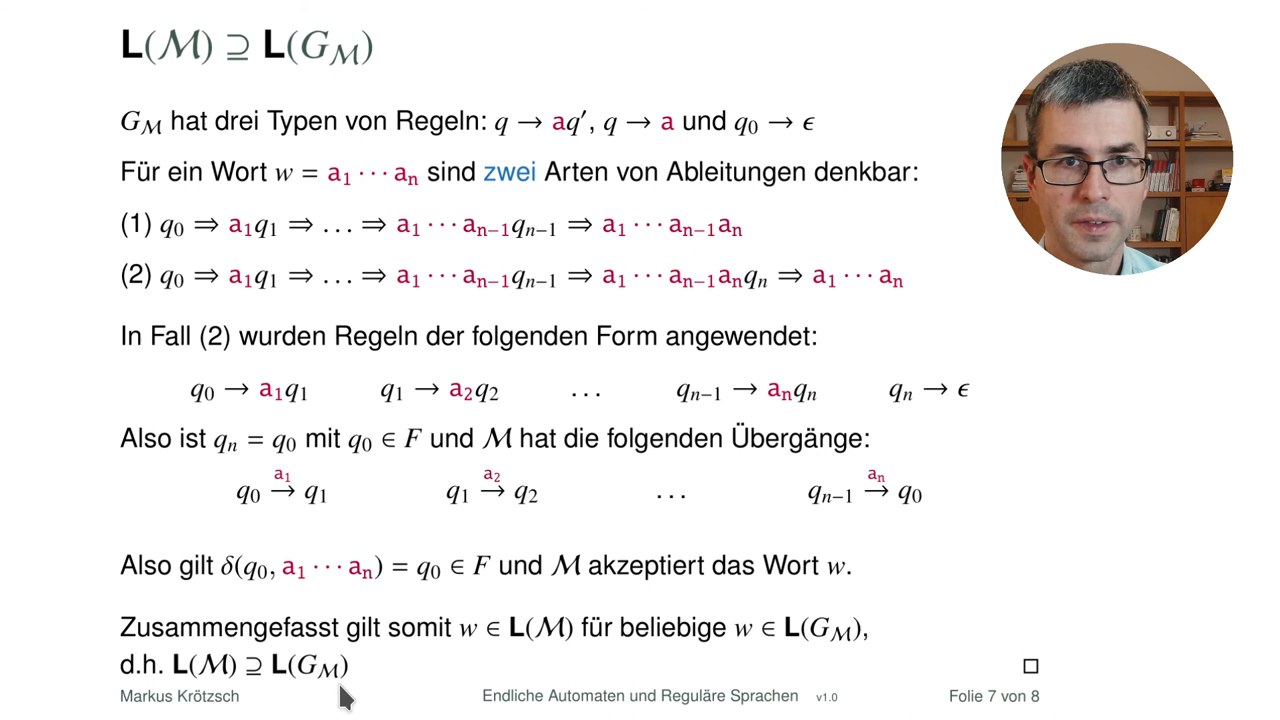 L(ℳ) ⊇ L(Gℳ)
Gℳ hat drei Typen von Regeln: q → aq′, q → a und q₀ → ϵ
Für ein Wort w = a₁ ⋯ aₙ sind zwei Arten von Ableitungen denkbar:
(1) q₀ ⇒ a₁q₁ ⇒ … ⇒ a₁ ⋯ aₙ₋₁qₙ₋₁ ⇒ a₁ ⋯ aₙ₋₁aₙ
(2) q₀ ⇒ a₁q₁ ⇒ … ⇒ a₁ ⋯ aₙ₋₁qₙ₋₁ ⇒ a₁ ⋯ aₙ₋₁aₙqₙ ⇒ a₁ ⋯ aₙ
In Fall (2) wurden Regeln der folgenden Form angewendet:
q₀ → a₁q₁ q₁ → a₂q₂ … qₙ₋₁ → aₙqₙ qₙ → ϵ
Also ist qₙ = q₀ mit q₀ ∈ F und ℳ hat die folgenden Übergänge:
q₀ →^a₁ q₁ q₁ →^a₂ q₂ … qₙ₋₁ →^aₙ q₀
Also gilt δ(q₀, a₁ ⋯ aₙ) = q₀ ∈ F und ℳ akzeptiert das Wort w.
Zusammengefasst gilt somit w ∈ L(ℳ) für beliebige w ∈ L(Gℳ),
d.h. L(ℳ) ⊇ L(Gℳ) □
Markus Krötzsch Endliche Automaten und Reguläre Sprachen v1.0 Folie 7 von 8